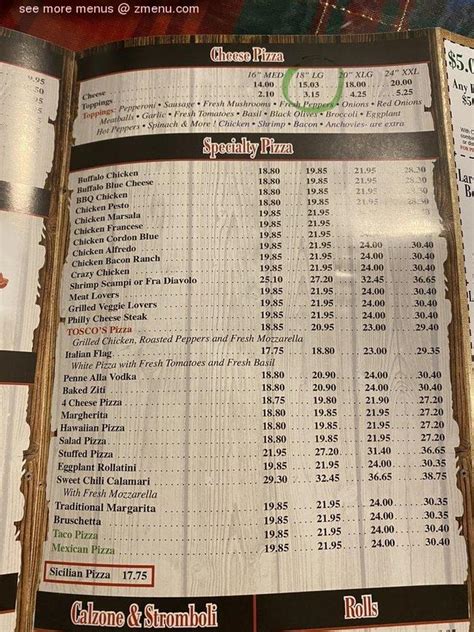 see more menus @ zmenu.com
Cheese Pizza
16" MED 18" LG 20" XLG 24" XXL
Cheese 14.00 15.03 18.00 20.00
Toppings 2.10 3.15 4.25 5.25
Toppings: Pepperoni • Sausage • Fresh Mushrooms • Fresh Peppers • Onions • Red Onions
Meatballs • Garlic • Fresh Tomatoes • Basil • Black Olives • Broccoli • Eggplant
Hot Peppers • Spinach & More ! Chicken • Shrimp • Bacon • Anchovies- are extra
Specialty Pizza
Buffalo Chicken 18.80 19.85 21.95 28.30
Buffalo Blue Cheese 18.80 19.85 21.95 28.30
BBQ Chicken 18.80 19.85 21.95
Chicken Pesto 18.80 19.85 21.95
Chicken Marsala 19.85 21.95
Chicken Francese 19.85 21.95
Chicken Cordon Blue 19.85 21.95
Chicken Alfredo 19.85 21.95 24.00 30.40
Chicken Bacon Ranch 19.85 21.95 24.00 30.40
Crazy Chicken 19.85 21.95 24.00 30.40
Shrimp Scampi or Fra Diavolo 25,10 27.20 32.45 36.65
Meat Lovers 19.85 21.95 24.00 30.40
Grilled Veggie Lovers 19.85 21.95 24.00 30.40
Philly Cheese Steak 19.85 21.95 24.00 30.40
TOSCO'S Pizza 18.85 20.95 23.00 29.40
Grilled Chicken, Roasted Peppers and Fresh Mozzarella
Italian Flag 17.75 18.80 23.00 29.35
White Pizza with Fresh Tomatoes and Fresh Basil
Penne Alla Vodka 18.80 20.90 24.00 30.40
Baked Ziti 18.80 20.90 24.00 30.40
4 Cheese Pizza 18.75 19.80 21.90 27.20
Margherita 18.80 19.85 21.95 27.20
Hawaiian Pizza 18.80 19.85 21.95 27.20
Salad Pizza 18.80 19.85 21.95 27.20
Stuffed Pizza 21.95 27.20 31.40 36.65
Eggplant Rollatini 19.85 21.95 24.00 30.35
Sweet Chili Calamari 29.30 32.45 36.65 38.75
With Fresh Mozzarella
Traditional Margarita 19.85 21.95 24.00 30.35
Bruschetta 19.85 21.95 24.00 30.35
Taco Pizza 19.85 21.95 24.00 30.35
Mexican Pizza 19.85 21.95 24.00 30.35
Sicilian Pizza 17.75
Calzone & Stromboli
Rolls